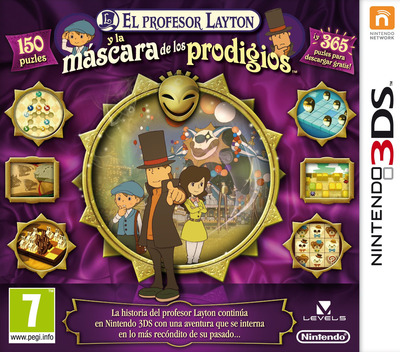 EL PROFESOR LAYTON
y la
máscara de los prodigios
™
150
puzles
¡y 365
puzles para
descargar gratis!
NINTENDO
NETWORK
NINTENDO 3DS
™
7
www.pegi.info
La historia del profesor Layton continúa
en Nintendo 3DS con una aventura que se interna
en lo más recóndito de su pasado...
LEVEL5
Nintendo